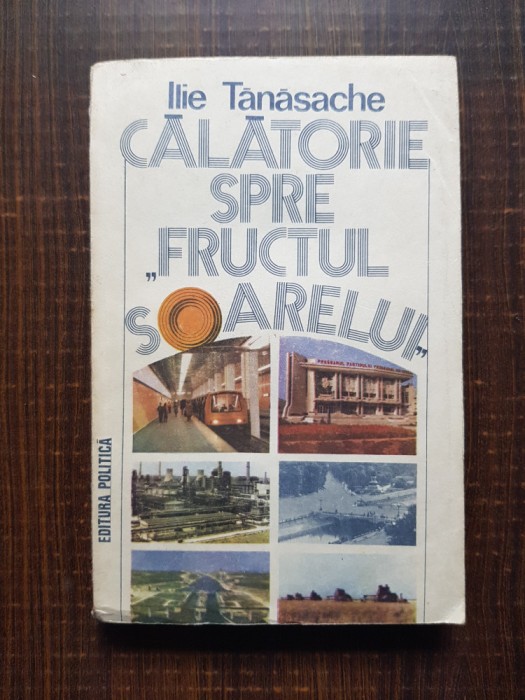 Ilie Tănăsache
CĂLĂTORIE
SPRE
„FRUCTUL
SOARELUI”
EDITURA POLITICĂ